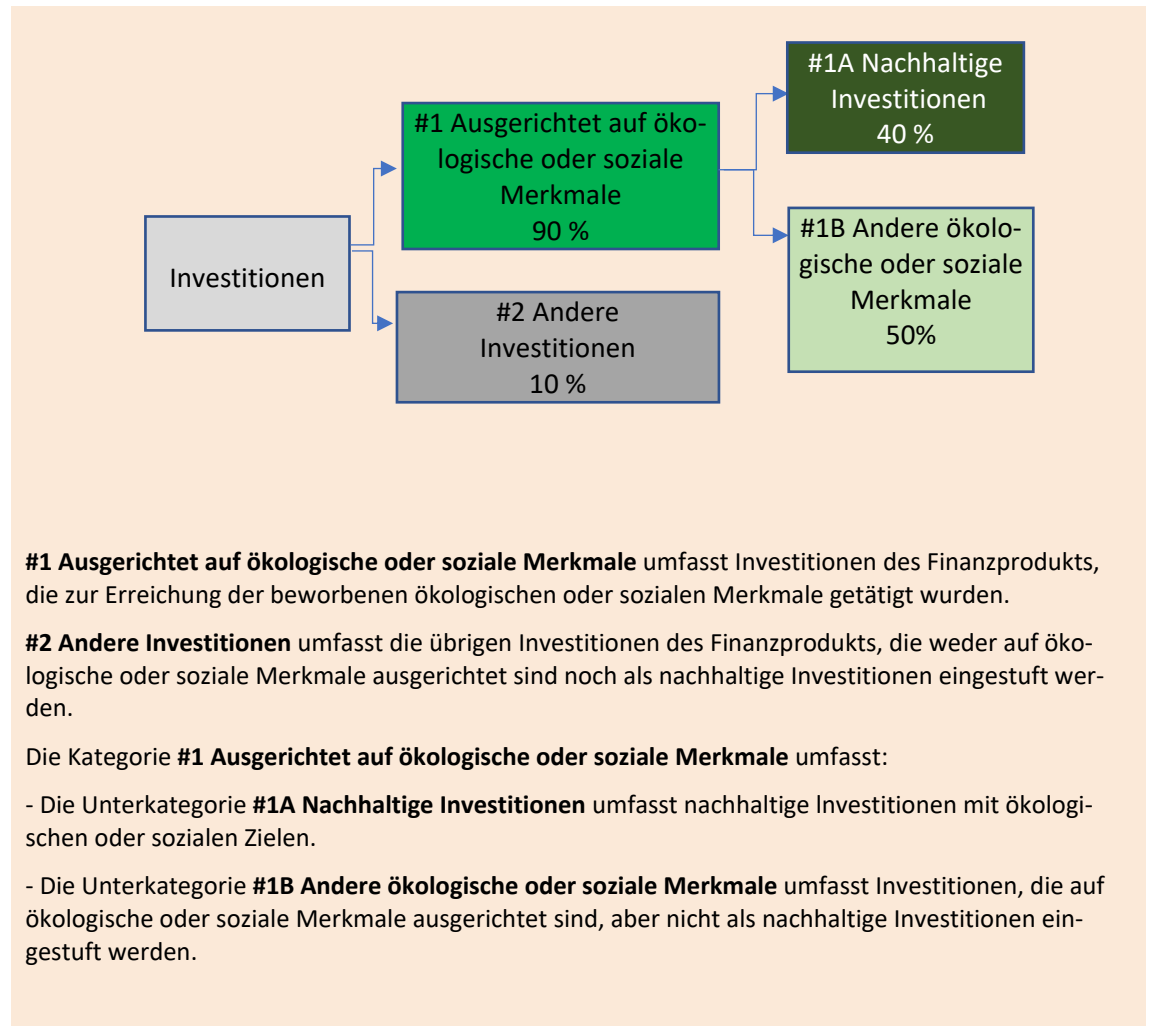 #1A Nachhaltige
Investitionen
40 %
#1 Ausgerichtet auf öko-
logische oder soziale
Merkmale
90 %
#1B Andere ökolo-
gische oder soziale
Merkmale
50%
Investitionen
#2 Andere
Investitionen
10 %
#1 Ausgerichtet auf ökologische oder soziale Merkmale umfasst Investitionen des Finanzprodukts,
die zur Erreichung der beworbenen ökologischen oder sozialen Merkmale getätigt wurden.
#2 Andere Investitionen umfasst die übrigen Investitionen des Finanzprodukts, die weder auf öko-
logische oder soziale Merkmale ausgerichtet sind noch als nachhaltige Investitionen eingestuft wer-
den.
Die Kategorie #1 Ausgerichtet auf ökologische oder soziale Merkmale umfasst:
- Die Unterkategorie #1A Nachhaltige Investitionen umfasst nachhaltige Investitionen mit ökologi-
schen oder sozialen Zielen.
- Die Unterkategorie #1B Andere ökologische oder soziale Merkmale umfasst Investitionen, die auf
ökologische oder soziale Merkmale ausgerichtet sind, aber nicht als nachhaltige Investitionen ein-
gestuft werden.